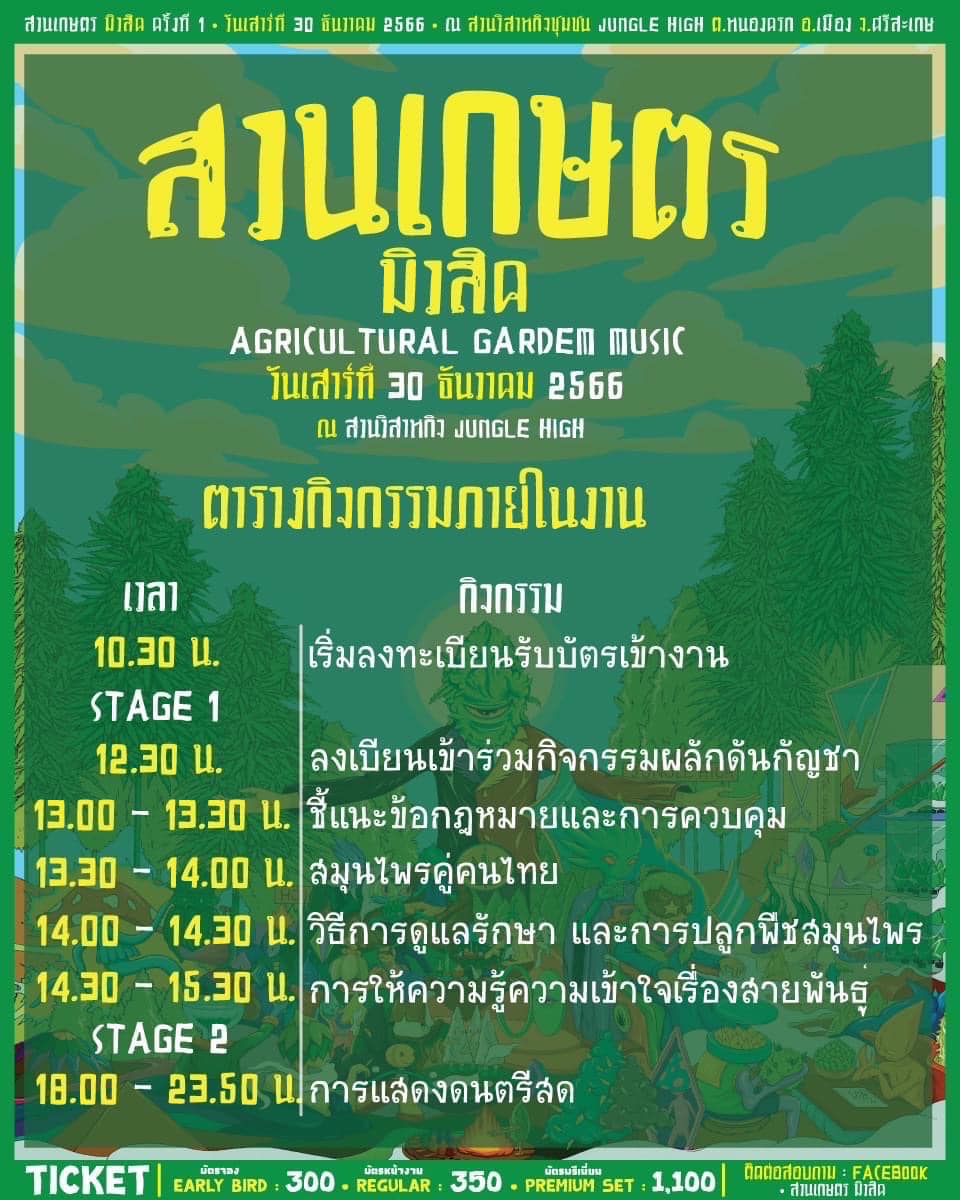 สวนเกษตร มิวสิค ครั้งที่ 1 • วันเสาร์ที่ 30 ธันวาคม 2566 • ณ สวนวิสาหกิจชุมชน JUNGLE HIGH ต.หนองครก อ.เมือง จ.ศรีสะเกษ
สวนเกษตร
มิวสิค
AGRICULTURAL GARDEM MUSIC
วันเสาร์ที่ 30 ธันวาคม 2566
ณ สวนวิสาหกิจ JUNGLE HIGH
ตารางกิจกรรมภายในงาน
เวลา กิจกรรม
10.30 น. เริ่มลงทะเบียนรับบัตรเข้างาน
STAGE 1
12.30 น. ลงเบียนเข้าร่วมกิจกรรมผลักดันกัญชา
13.00 - 13.30 น. ชี้แนะข้อกฎหมายและการควบคุม
13.30 - 14.00 น. สมุนไพรคู่คนไทย
14.00 - 14.30 น. วิธีการดูแลรักษา และการปลูกพืชสมุนไพร
14.30 - 15.30 น. การให้ความรู้ความเข้าใจเรื่องสายพันธุ์
STAGE 2
18.00 - 23.50 น. การแสดงดนตรีสด
TICKET บัตรจอง EARLY BIRD : 300 • บัตรหน้างาน REGULAR : 350 • บัตรพรีเมี่ยม PREMIUM SET : 1,100 ติดต่อสอบถาม : FACEBOOK
• สวนเกษตร มิวสิค